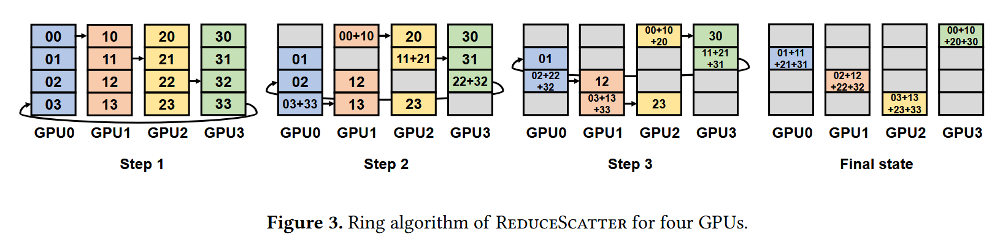 00 10 20 30
01 11 21 31
02 12 22 32
03 13 23 33
GPU0 GPU1 GPU2 GPU3
Step 1
00+10 20 30
01 11+21 31
02 12 22+32
03+33 13 23
GPU0 GPU1 GPU2 GPU3
Step 2
00+10
+20 30
01 11+21
+31
02+22
+32 12
03+13
+33 23
GPU0 GPU1 GPU2 GPU3
Step 3
00+10
+20+30
01+11
+21+31
02+12
+22+32
03+13
+23+33
GPU0 GPU1 GPU2 GPU3
Final state
Figure 3. Ring algorithm of ReduceScatter for four GPUs.